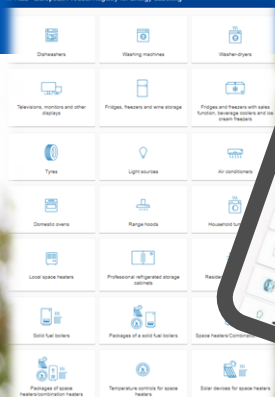 Dishwashers
Washing machines
Washer-dryers
Televisions, monitors and other
displays
Fridges, freezers and wine storage
Fridges and freezers with sales
function, beverage coolers and ice
cream freezers
Tyres
Light sources
Air conditioners
Domestic ovens
Range hoods
Household
Local space heaters
Professional refrigerated storage
cabinets
Solid fuel boilers
Packages of a solid fuel boilers
Space heaters/
Packages of space
heaters/combination heaters
Temperature controls for space
heaters
Solar devices for space heaters